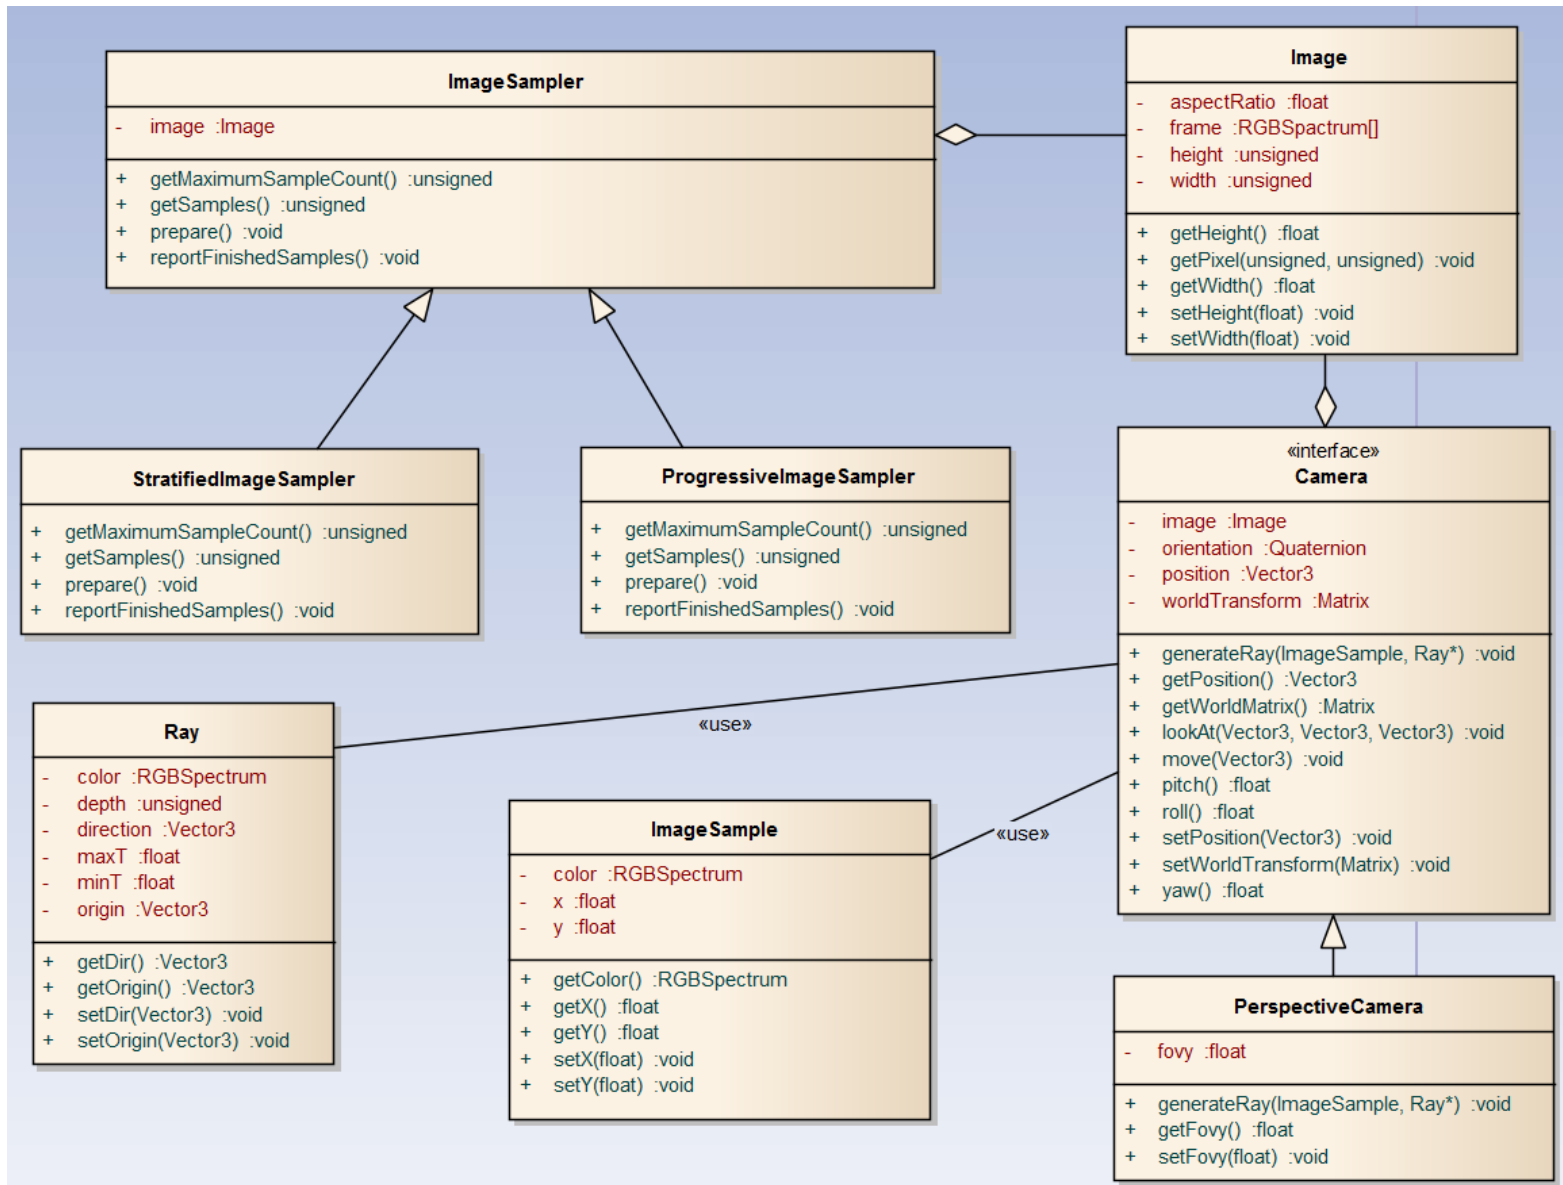 ImageSampler
- image :Image
+ getMaximumSampleCount() :unsigned
+ getSamples() :unsigned
+ prepare() :void
+ reportFinishedSamples() :void
Image
- aspectRatio :float
- frame :RGBSpactrum[]
- height :unsigned
- width :unsigned
+ getHeight() :float
+ getPixel(unsigned, unsigned) :void
+ getWidth() :float
+ setHeight(float) :void
+ setWidth(float) :void
StratifiedImageSampler
+ getMaximumSampleCount() :unsigned
+ getSamples() :unsigned
+ prepare() :void
+ reportFinishedSamples() :void
ProgressiveImageSampler
+ getMaximumSampleCount() :unsigned
+ getSamples() :unsigned
+ prepare() :void
+ reportFinishedSamples() :void
«interface»
Camera
- image :Image
- orientation :Quaternion
- position :Vector3
- worldTransform :Matrix
+ generateRay(ImageSample, Ray*) :void
+ getPosition() :Vector3
+ getWorldMatrix() :Matrix
+ lookAt(Vector3, Vector3, Vector3) :void
+ move(Vector3) :void
+ pitch() :float
+ roll() :float
+ setPosition(Vector3) :void
+ setWorldTransform(Matrix) :void
+ yaw() :float
«use»
«use»
Ray
- color :RGBSpectrum
- depth :unsigned
- direction :Vector3
- maxT :float
- minT :float
- origin :Vector3
+ getDir() :Vector3
+ getOrigin() :Vector3
+ setDir(Vector3) :void
+ setOrigin(Vector3) :void
ImageSample
- color :RGBSpectrum
- x :float
- y :float
+ getColor() :RGBSpectrum
+ getX() :float
+ getY() :float
+ setX(float) :void
+ setY(float) :void
PerspectiveCamera
- fovy :float
+ generateRay(ImageSample, Ray*) :void
+ getFovy() :float
+ setFovy(float) :void